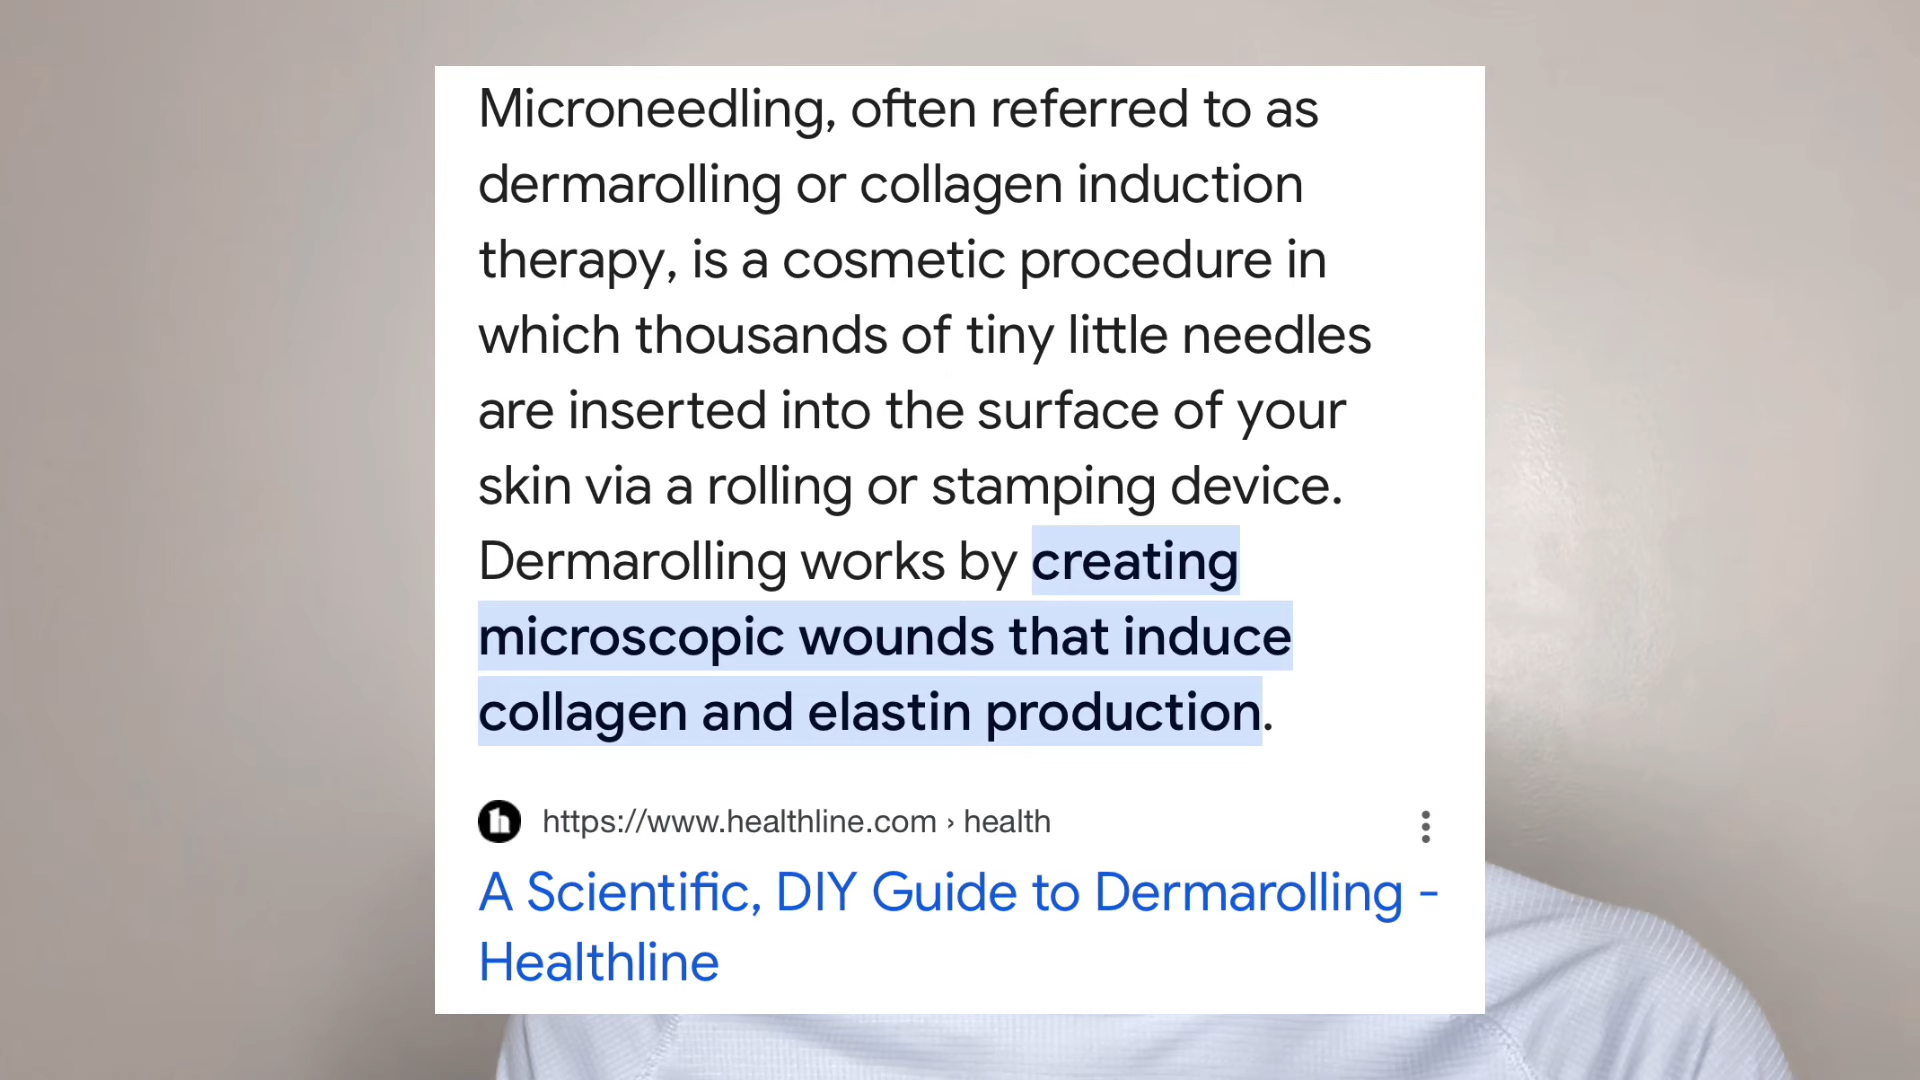 Microneedling, often referred to as
dermarolling or collagen induction
therapy, is a cosmetic procedure in
which thousands of tiny little needles
are inserted into the surface of your
skin via a rolling or stamping device.
Dermarolling works by creating
microscopic wounds that induce
collagen and elastin production.
h https://www.healthline.com › health
A Scientific, DIY Guide to Dermarolling -
Healthline